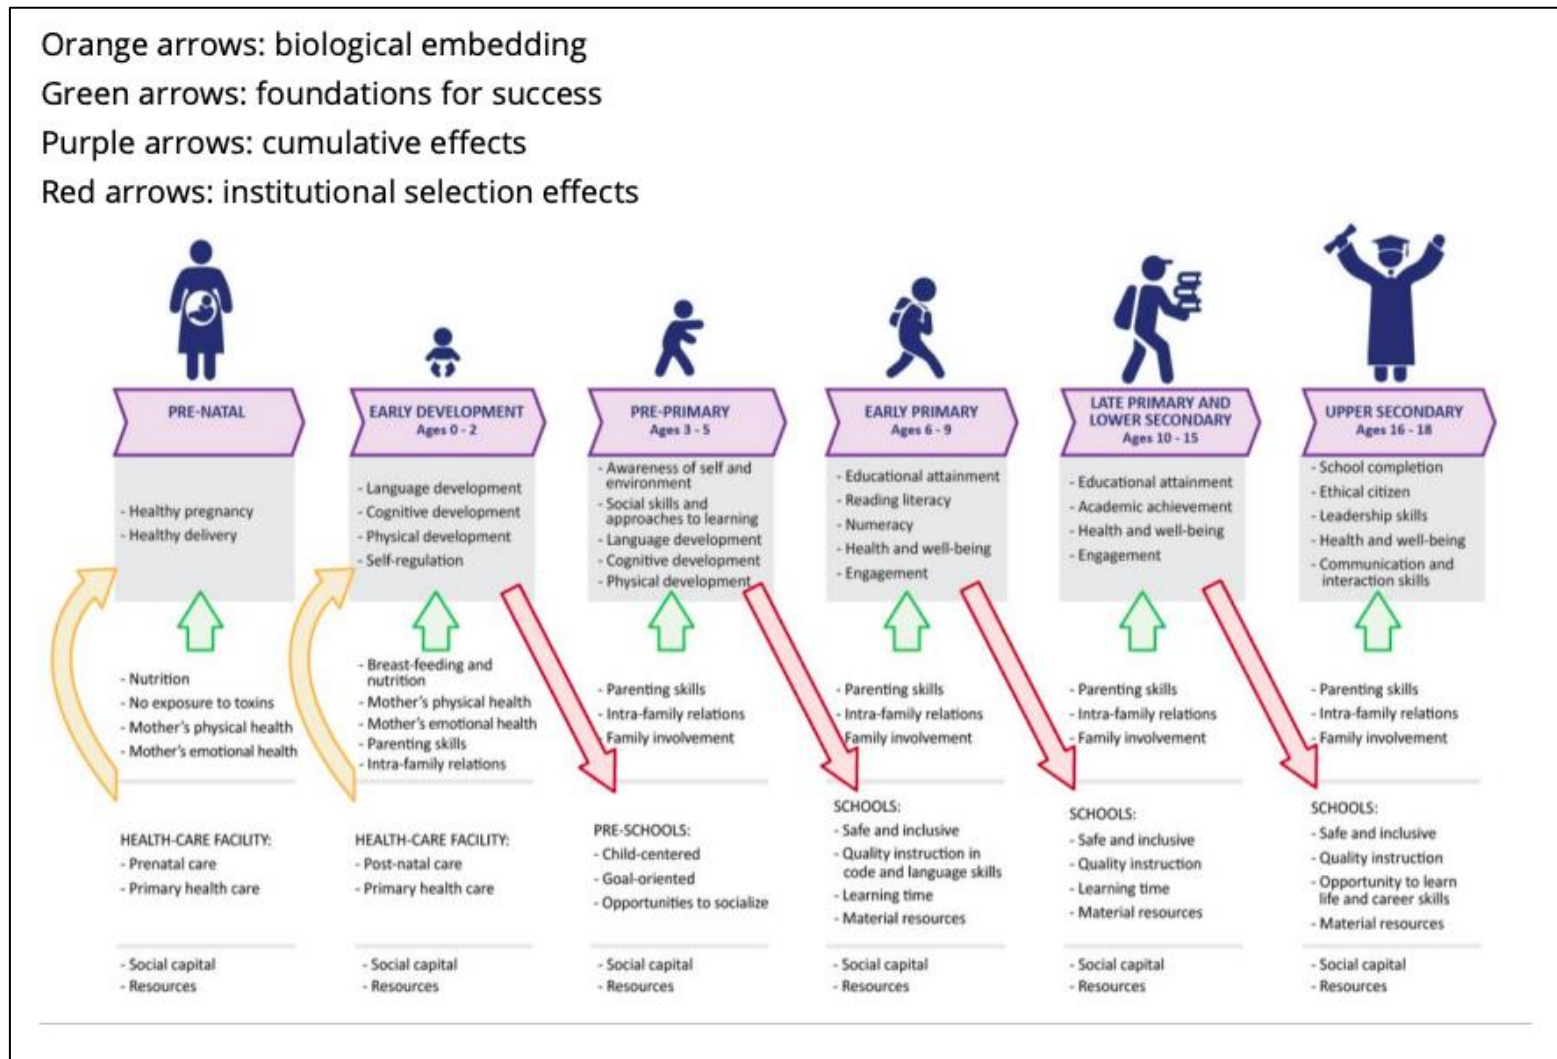 Orange arrows: biological embedding
Green arrows: foundations for success
Purple arrows: cumulative effects
Red arrows: institutional selection effects
PRE-NATAL
- Healthy pregnancy
- Healthy delivery
- Nutrition
- No exposure to toxins
- Mother's physical health
- Mother's emotional health
HEALTH-CARE FACILITY:
- Prenatal care
- Primary health care
- Social capital
- Resources
EARLY DEVELOPMENT
Ages 0 - 2
- Language development
- Cognitive development
- Physical development
- Self-regulation
- Breast-feeding and
nutrition
- Mother's physical health
- Mother's emotional health
- Parenting skills
- Intra-family relations
HEALTH-CARE FACILITY:
- Post-natal care
- Primary health care
- Social capital
- Resources
PRE-PRIMARY
Ages 3 - 5
- Awareness of self and
environment
- Social skills and
approaches to learning
- Language development
- Cognitive development
- Physical development
- Parenting skills
- Intra-family relations
- Family involvement
PRE-SCHOOLS:
- Child-centered
- Goal-oriented
- Opportunities to socialize
- Social capital
- Resources
EARLY PRIMARY
Ages 6 - 9
- Educational attainment
- Reading literacy
- Numeracy
- Health and well-being
- Engagement
- Parenting skills
- Intra-family relations
Family involvement
SCHOOLS:
- Safe and inclusive
- Quality instruction in
code and language skills
- Learning time
- Material resources
- Social capital
- Resources
LATE PRIMARY AND
LOWER SECONDARY
Ages 10 - 15
- Educational attainment
- Academic achievement
- Health and well-being
- Engagement
- Parenting skills
- Intra-family relations
- Family involvement
SCHOOLS:
- Safe and inclusive
- Quality instruction
- Learning time
- Material resources
- Social capital
- Resources
UPPER SECONDARY
Ages 16 - 18
- School completion
- Ethical citizen
- Leadership skills
- Health and well-being
- Communication and
interaction skills
- Parenting skills
- Intra-family relations
- Family involvement
SCHOOLS:
- Safe and inclusive
- Quality instruction
- Opportunity to learn
life and career skills
- Material resources
- Social capital
- Resources